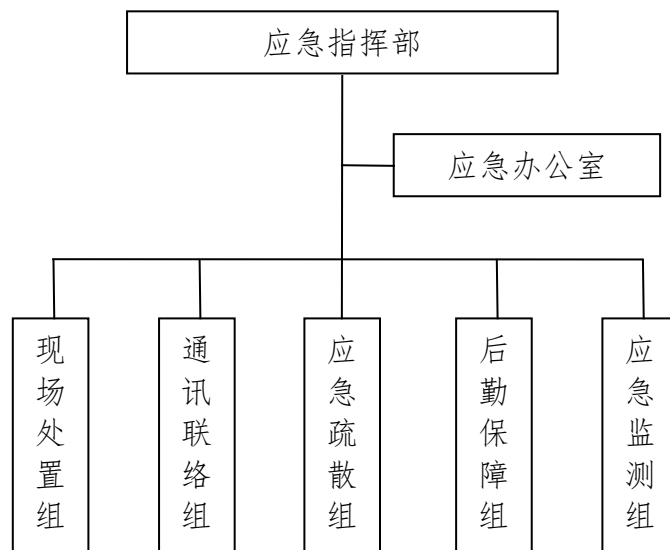 应急指挥部
应急办公室
现场处置组
通讯联络组
应急疏散组
后勤保障组
应急监测组